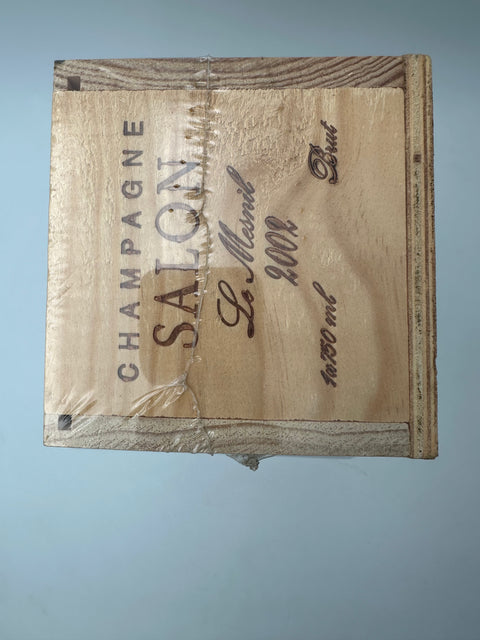 CHAMPAGNE
SALON
Le Mesnil
2002
1x750 ml Brut